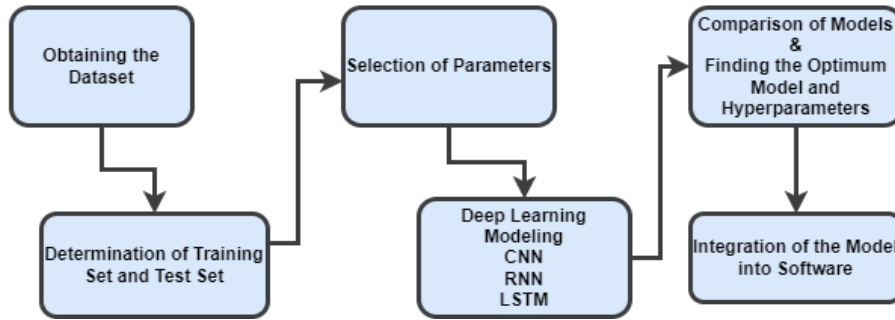 Obtaining the
Dataset
Determination of Training
Set and Test Set
Selection of Parameters
Deep Learning
Modeling
CNN
RNN
LSTM
Comparison of Models
&
Finding the Optimum
Model and
Hyperparameters
Integration of the Model
into Software